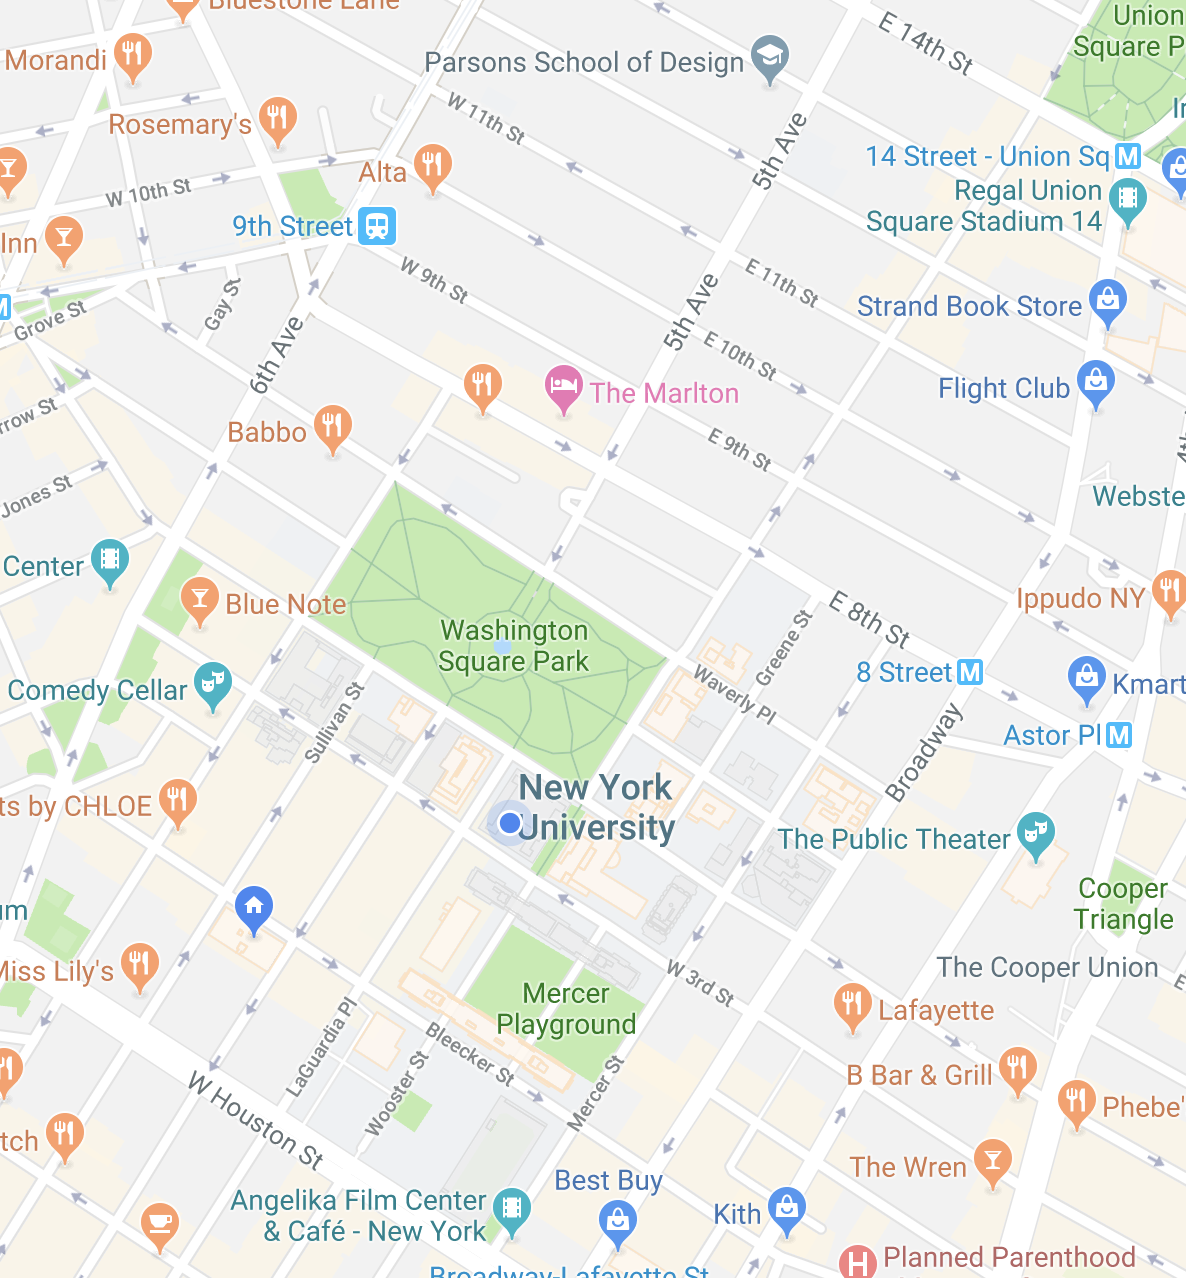 Bluestone Lane
Union
Square P
E 14th St
Morandi
Parsons School of Design
W 11th St
Rosemary's
5th Ave
14 Street - Union Sq
M
Alta
W 10th St
Regal Union
Square Stadium 14
9th Street
Inn
W 9th St
E 11th St
Gay St
M
Grove St
5th Ave
Strand Book Store
6th Ave
E 10th St
The Marlton
Flight Club
rrow St
Babbo
E 9th St
Jones St
Webste
Center
Blue Note
Ippudo NY
Washington
Square Park
E 8th St
Greene St
8 Street
M
Comedy Cellar
Waverly Pl
Kmart
Sullivan St
Astor Pl
M
Broadway
New York
University
ts by CHLOE
The Public Theater
Cooper
Triangle
um
Miss Lily's
W 3rd St
The Cooper Union
Mercer
Playground
Lafayette
LaGuardia Pl
Bleecker St
B Bar & Grill
Wooster St
Mercer St
Phebe'
W Houston St
tch
The Wren
Best Buy
Angelika Film Center
& Café - New York
Kith
H
Planned Parenthood
Broadway-Lafayette St